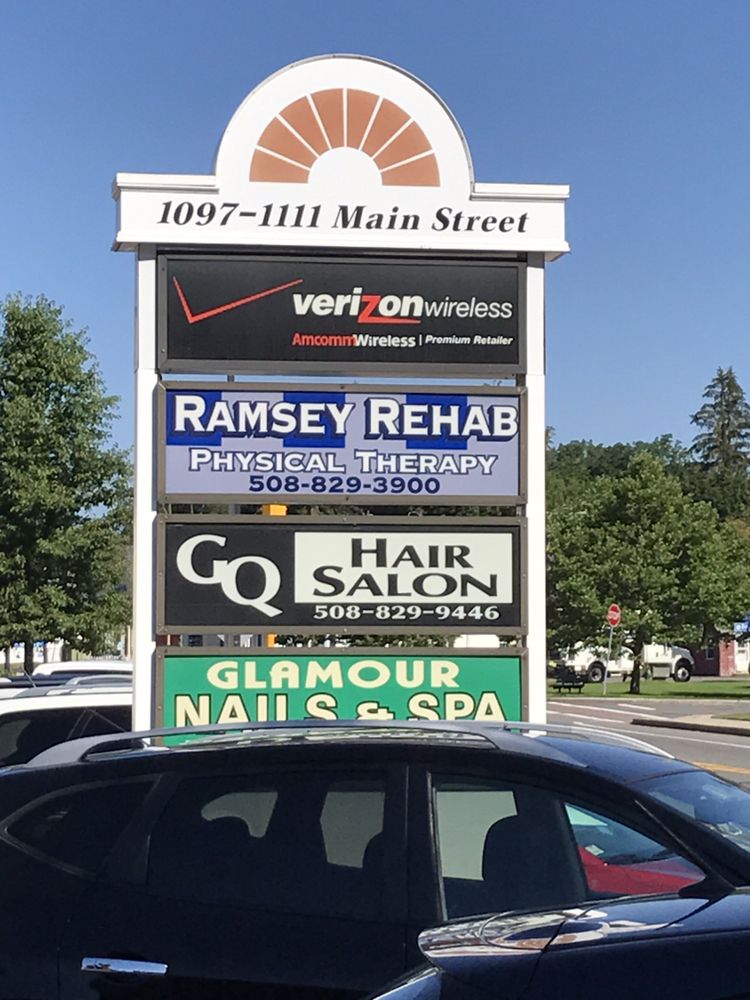 1097-1111 Main Street
verizonwireless
AmcommWireless | Premium Retailer
RAMSEY REHAB
PHYSICAL THERAPY
508-829-3900
GQ
HAIR
SALON
508-829-9446
GLAMOUR
NAILS & SPA